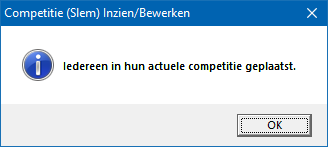 Competitie (Slem) Inzien/Bewerken
Iedereen in hun actuele competitie geplaatst.
OK